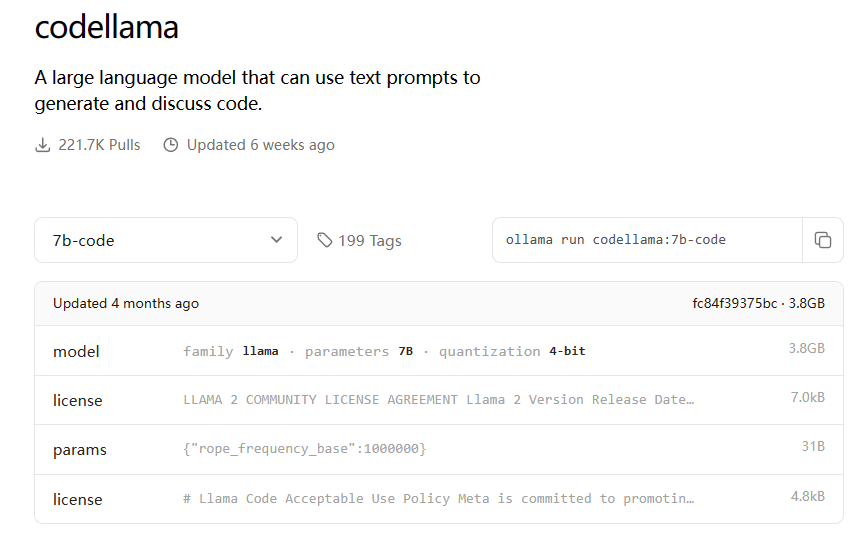 codellama
A large language model that can use text prompts to
generate and discuss code.
221.7K Pulls Updated 6 weeks ago
7b-code 199 Tags ollama run codellama:7b-code
Updated 4 months ago fc84f39375bc · 3.8GB
model family llama · parameters 7B · quantization 4-bit 3.8GB
license LLAMA 2 COMMUNITY LICENSE AGREEMENT Llama 2 Version Release Date… 7.0kB
params {"rope_frequency_base":1000000} 31B
license # Llama Code Acceptable Use Policy Meta is committed to promotin… 4.8kB